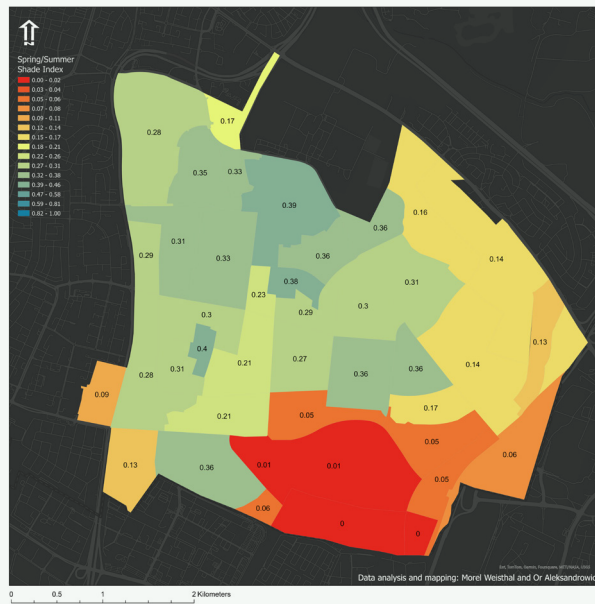 N
Spring/Summer
Shade Index
0.00 - 0.02
0.03 - 0.04
0.05 - 0.06
0.07 - 0.08
0.09 - 0.11
0.12 - 0.14
0.15 - 0.17
0.18 - 0.21
0.22 - 0.26
0.27 - 0.31
0.32 - 0.38
0.39 - 0.46
0.47 - 0.58
0.59 - 0.81
0.82 - 1.00
0.17
0.28
0.35
0.33
0.39
0.16
0.36
0.31
0.33
0.36
0.29
0.14
0.38
0.31
0.23
0.3
0.29
0.3
0.13
0.4
0.27
0.21
0.36
0.36
0.14
0.28
0.31
0.09
0.21
0.17
0.05
0.05
0.06
0.13
0.36
0.01
0.01
0.05
0.06
0
0
Data analysis and mapping: Morel Weisthal and Or Aleksandrowic
0 0.5 1 2 Kilometers